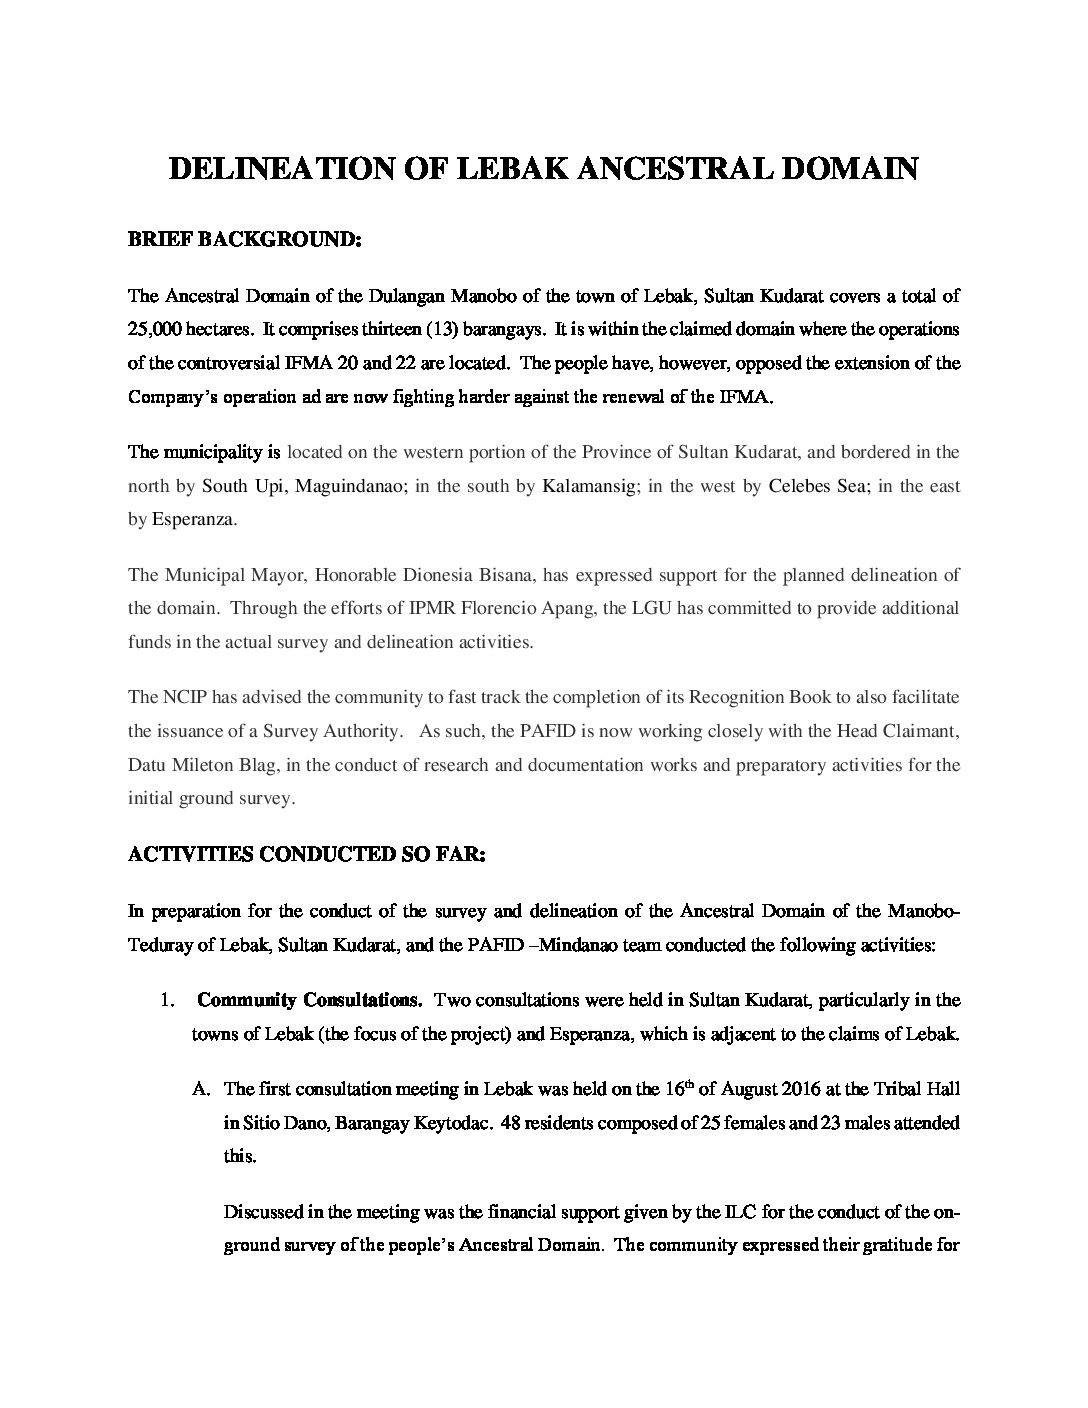 DELINEATION OF LEBAK ANCESTRAL DOMAIN
BRIEF BACKGROUND:
The Ancestral Domain of the Dulangan Manobo of the town of Lebak, Sultan Kudarat covers a total of
25,000 hectares.  It comprises thirteen (13) barangays.  It is within the claimed domain where the operations
of the controversial IFMA 20 and 22 are located.  The people have, however, opposed the extension of the
Company’s operation ad are now fighting harder against the renewal of the IFMA.
The municipality is located on the western portion of the Province of Sultan Kudarat, and bordered in the
north by South Upi, Maguindanao; in the south by Kalamansig; in the west by Celebes Sea; in the east
by Esperanza.
The Municipal Mayor, Honorable Dionesia Bisana, has expressed support for the planned delineation of
the domain.  Through the efforts of IPMR Florencio Apang, the LGU has committed to provide additional
funds in the actual survey and delineation activities.
The NCIP has advised the community to fast track the completion of its Recognition Book to also facilitate
the issuance of a Survey Authority.   As such, the PAFID is now working closely with the Head Claimant,
Datu Mileton Blag, in the conduct of research and documentation works and preparatory activities for the
initial ground survey.
ACTIVITIES CONDUCTED SO FAR:
In preparation for the conduct of the survey and delineation of the Ancestral Domain of the Manobo-
Teduray of Lebak, Sultan Kudarat, and the PAFID –Mindanao team conducted the following activities:
1.  Community Consultations.  Two consultations were held in Sultan Kudarat, particularly in the
towns of Lebak (the focus of the project) and Esperanza, which is adjacent to the claims of Lebak.
A. The first consultation meeting in Lebak was held on the 16th of August 2016 at the Tribal Hall
in Sitio Dano, Barangay Keytodac.  48 residents composed of 25 females and 23 males attended
this.
Discussed in the meeting was the financial support given by the ILC for the conduct of the on-
ground survey of the people’s Ancestral Domain.  The community expressed their gratitude for